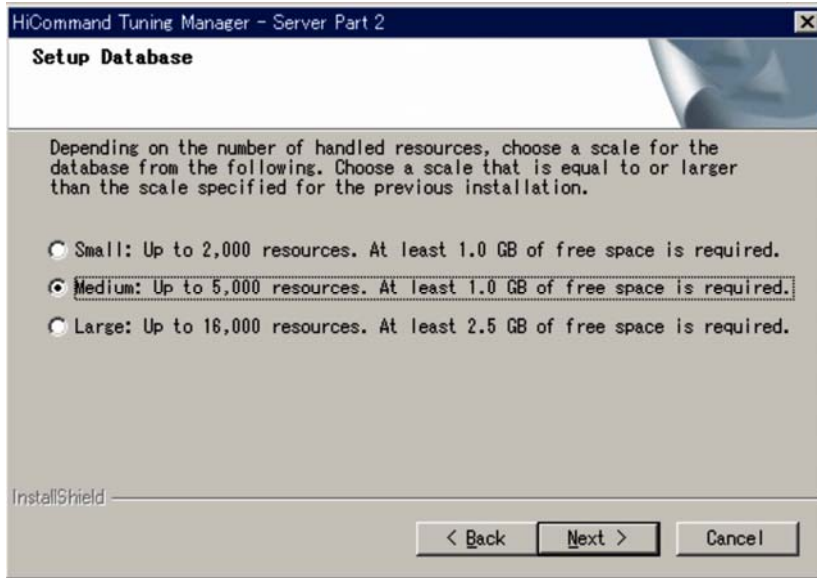 HiCommand Tuning Manager - Server Part 2
Setup Database
Depending on the number of handled resources, choose a scale for the
database from the following. Choose a scale that is equal to or larger
than the scale specified for the previous installation.
Small: Up to 2,000 resources. At least 1.0 GB of free space is required.
Medium: Up to 5,000 resources. At least 1.0 GB of free space is required.
Large: Up to 16,000 resources. At least 2.5 GB of free space is required.
InstallShield
< Back
Next >
Cancel